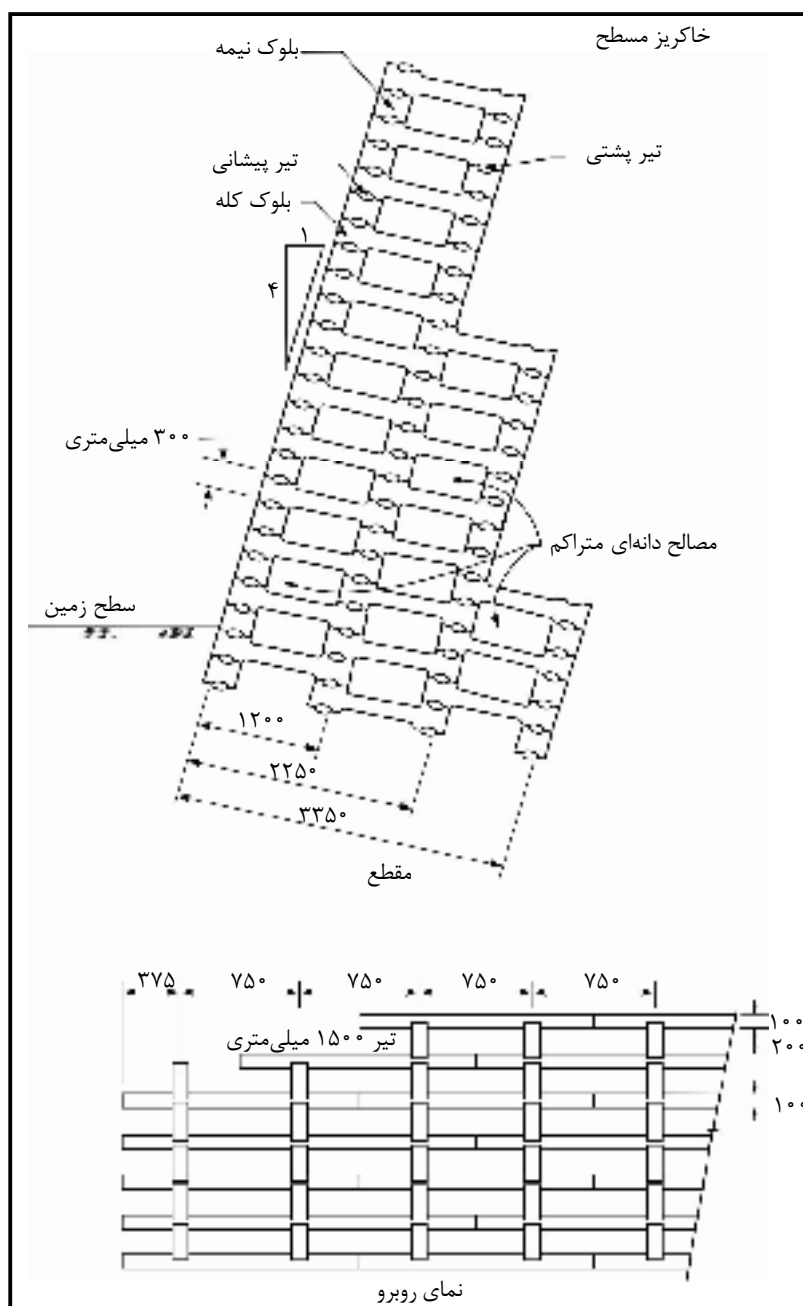 خاکریز مسطح
بلوک نیمه
تیر پشتی
تیر پیشانی
بلوک کله
۱
۴
۳۰۰ میلی‌متری
مصالح دانه‌ای متراکم
سطح زمین
۱۲۰۰
۲۲۵۰
۳۳۵۰
مقطع
۳۷۵ ۷۵۰ ۷۵۰ ۷۵۰ ۷۵۰
۱۰۰
تیر ۱۵۰۰ میلی‌متری
۲۰۰
۱۰۰
نمای روبرو